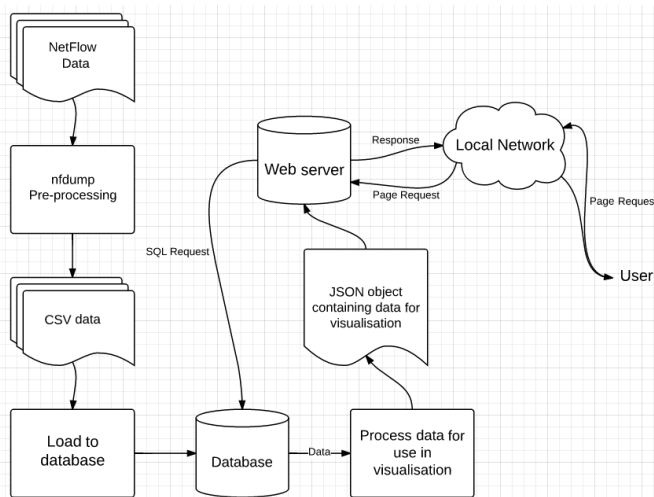 NetFlow
Data
nfdump
Pre-processing
CSV data
Load to
database
Web server
Response
Page Request
Local Network
Page Reques
User
SQL Request
JSON object
containing data for
visualisation
Database
Data
Process data for
use in
visualisation